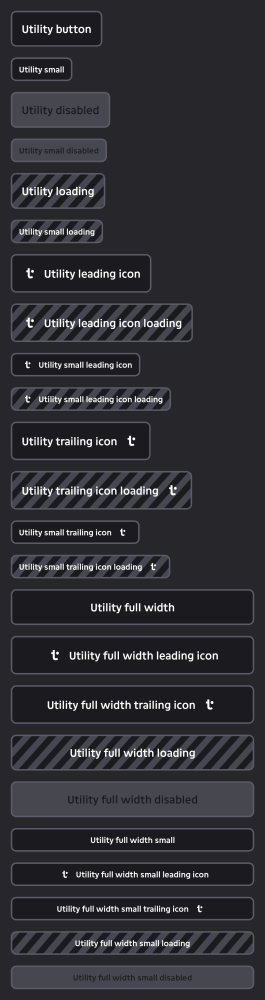 Utility button
Utility small
Utility disabled
Utility small disabled
Utility loading
Utility small loading
Utility leading icon
Utility leading icon loading
Utility small leading icon
Utility small leading icon loading
Utility trailing icon
Utility trailing icon loading
Utility small trailing icon
Utility small trailing icon loading
Utility full width
Utility full width leading icon
Utility full width trailing icon
Utility full width loading
Utility full width disabled
Utility full width small
Utility full width small leading icon
Utility full width small trailing icon
Utility full width small loading
Utility full width small disabled